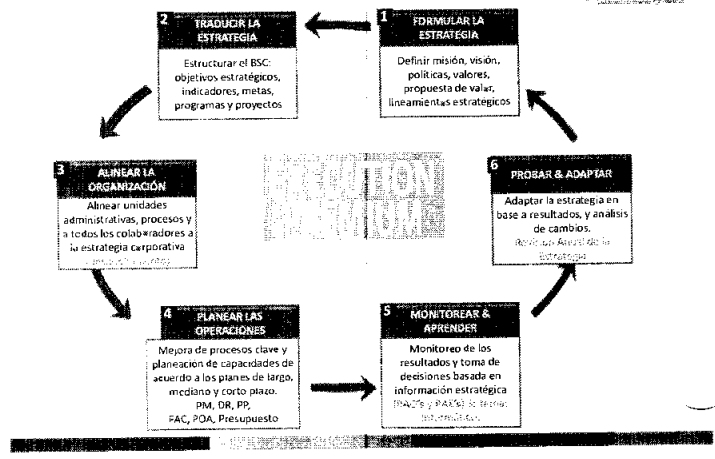 1
FORMULAR LA
ESTRATEGIA
Definir misión, visión,
políticas, valores,
propuesta de valor,
lineamientos estratégicos
2
TRADUCIR LA
ESTRATEGIA
Estructurar el BSC:
objetivos estratégicos,
indicadores, metas,
programas y proyectos
3
ALINEAR LA
ORGANIZACIÓN
Alinear unidades
administrativas, procesos y
a todos los colaboradores a
la estrategia corporativa
4
PLANEAR LAS
OPERACIONES
Mejora de procesos clave y
planeación de capacidades de
acuerdo a los planes de largo,
mediano y corto plazo.
PM, DR, PP,
FAC, POA, Presupuesto
5
MONITOREAR &
APRENDER
Monitoreo de los
resultados y toma de
decisiones basada en
información estratégica
6
PROBAR & ADAPTAR
Adaptar la estrategia en
base a resultados, y análisis
de cambios.
Revisión Anual de la
Estrategia
EXECUTION
PREMIUM